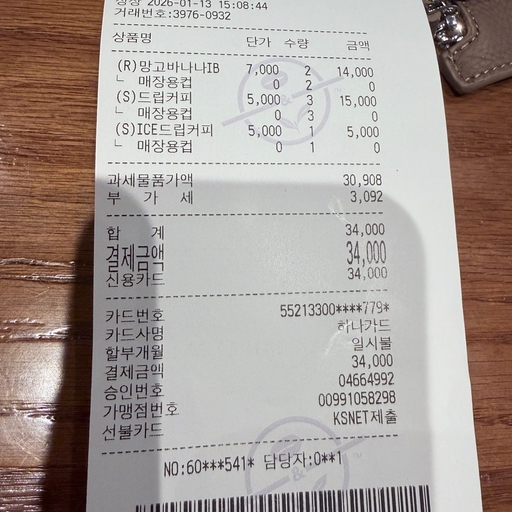 2026-01-13 15:08:44
거래번호:3976-0932
상품명 단가 수량 금액
(R)망고바나나IB 7,000 2 14,000
└ 매장용컵 0 2 0
(S)드립커피 5,000 3 15,000
└ 매장용컵 0 3 0
(S)ICE드립커피 5,000 1 5,000
└ 매장용컵 0 1 0
과세물품가액 30,908
부 가 세 3,092
합 계 34,000
결제금액 34,000
신용카드 34,000
카드번호 55213300****779*
카드사명 하나카드
할부개월 일시불
결제금액 34,000
승인번호 04664992
가맹점번호 00991058298
선불카드 KSNET제출
NO:60***541* 담당자:0**1